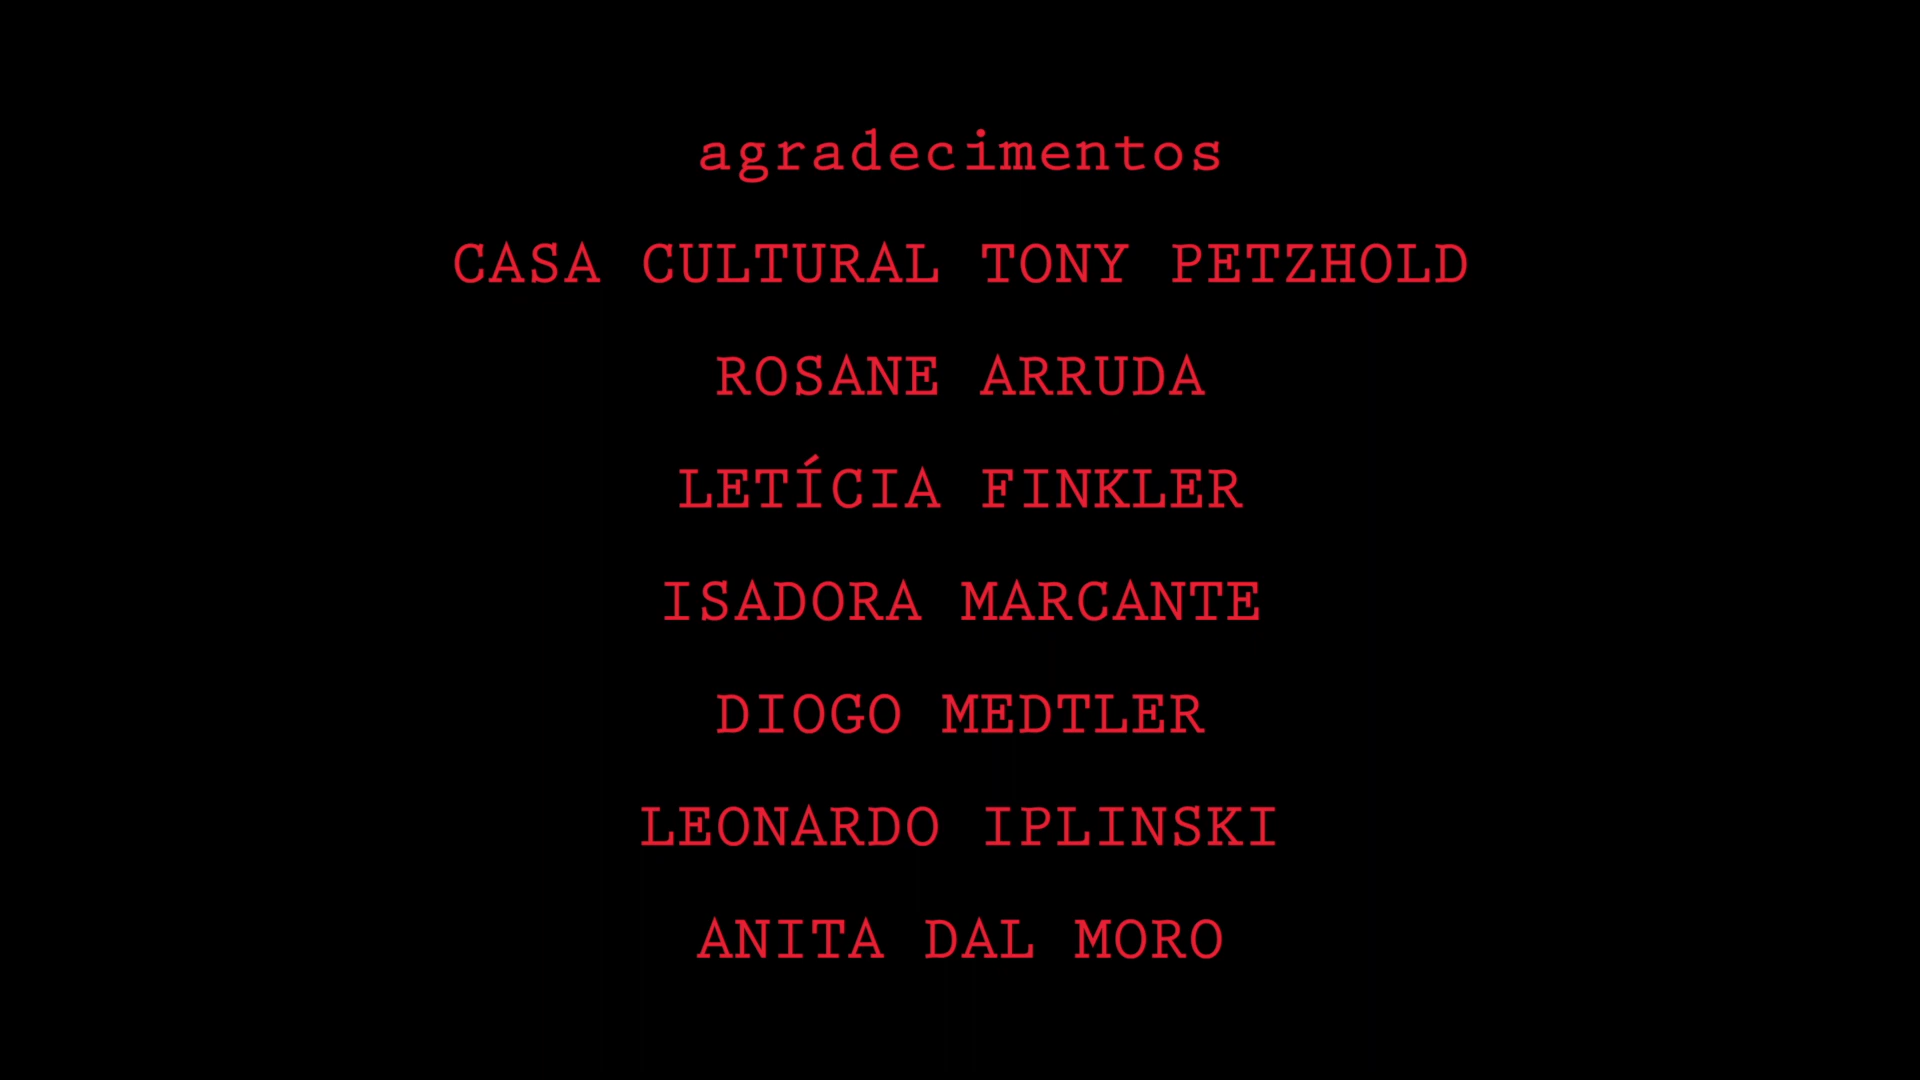 agradecimentos
CASA CULTURAL TONY PETZHOLD
ROSANE ARRUDA
LETÍCIA FINKLER
ISADORA MARCANTE
DIOGO MEDTLER
LEONARDO IPLINSKI
ANITA DAL MORO